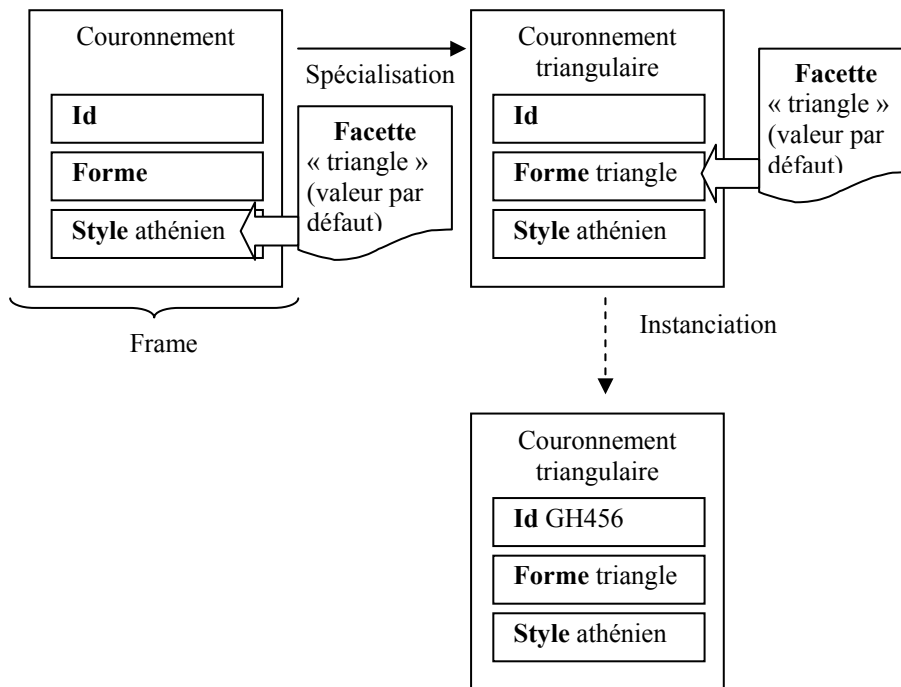 Couronnement
Id
Forme
Style athénien
Frame
Spécialisation
Facette
« triangle »
(valeur par
défaut)
Couronnement
triangulaire
Id
Forme triangle
Style athénien
Facette
« triangle »
(valeur par
défaut)
Instanciation
Couronnement
triangulaire
Id GH456
Forme triangle
Style athénien